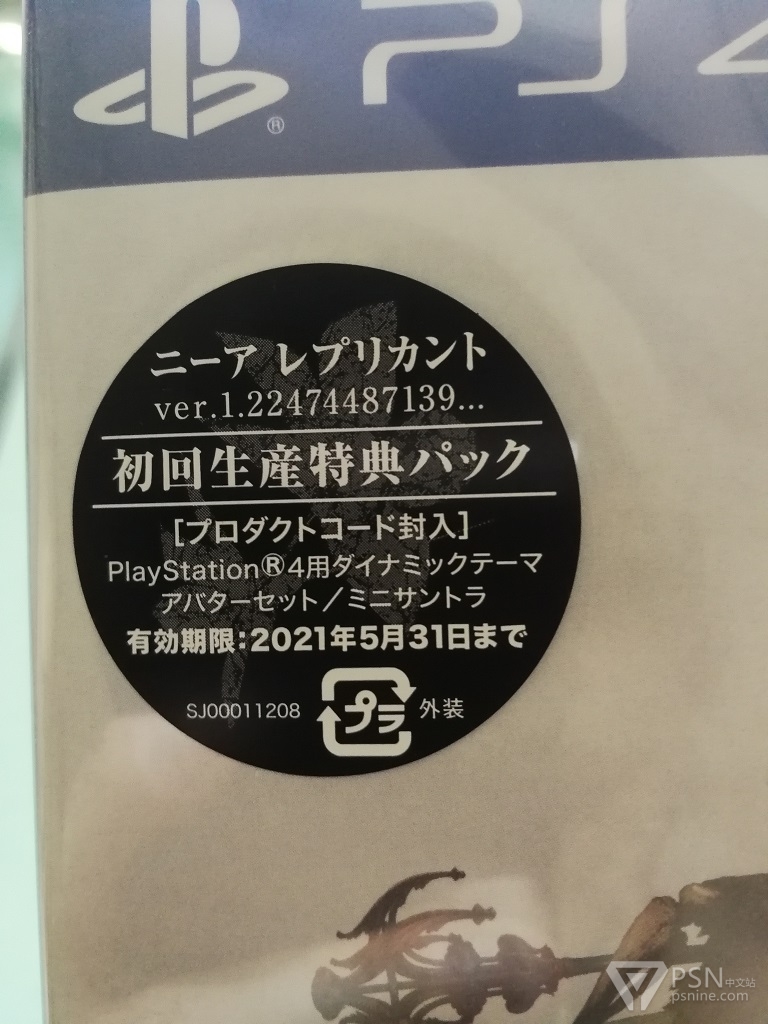 PS4
®
ニーア レプリカント
ver.1.22474487139...
初回生産特典パック
[プロダクトコード封入]
PlayStation®4用ダイナミックテーマ
アバターセット／ミニサントラ
有効期限:2021年5月31日まで
SJ00011208 プラ 外装
PSN中文站
psnine.com